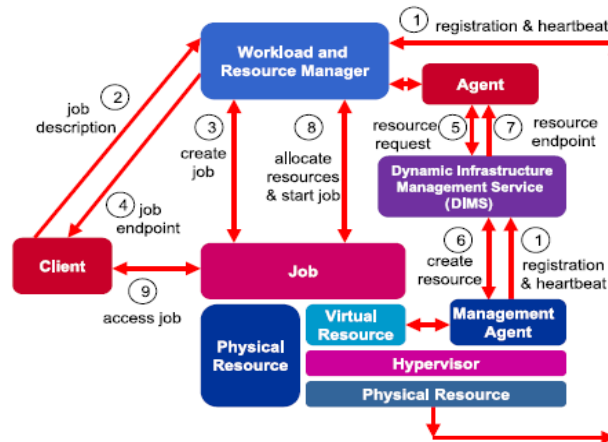 1
registration & heartbeat
Workload and
Resource Manager
Agent
2
job
description
3
create
job
8
allocate
resources
& start job
resource
request
5
7
resource
endpoint
Dynamic Infrastructure
Management Service
(DIMS)
4
job
endpoint
6
create
resource
1
registration
& heartbeat
Client
9
access job
Job
Physical
Resource
Virtual
Resource
Management
Agent
Hypervisor
Physical Resource